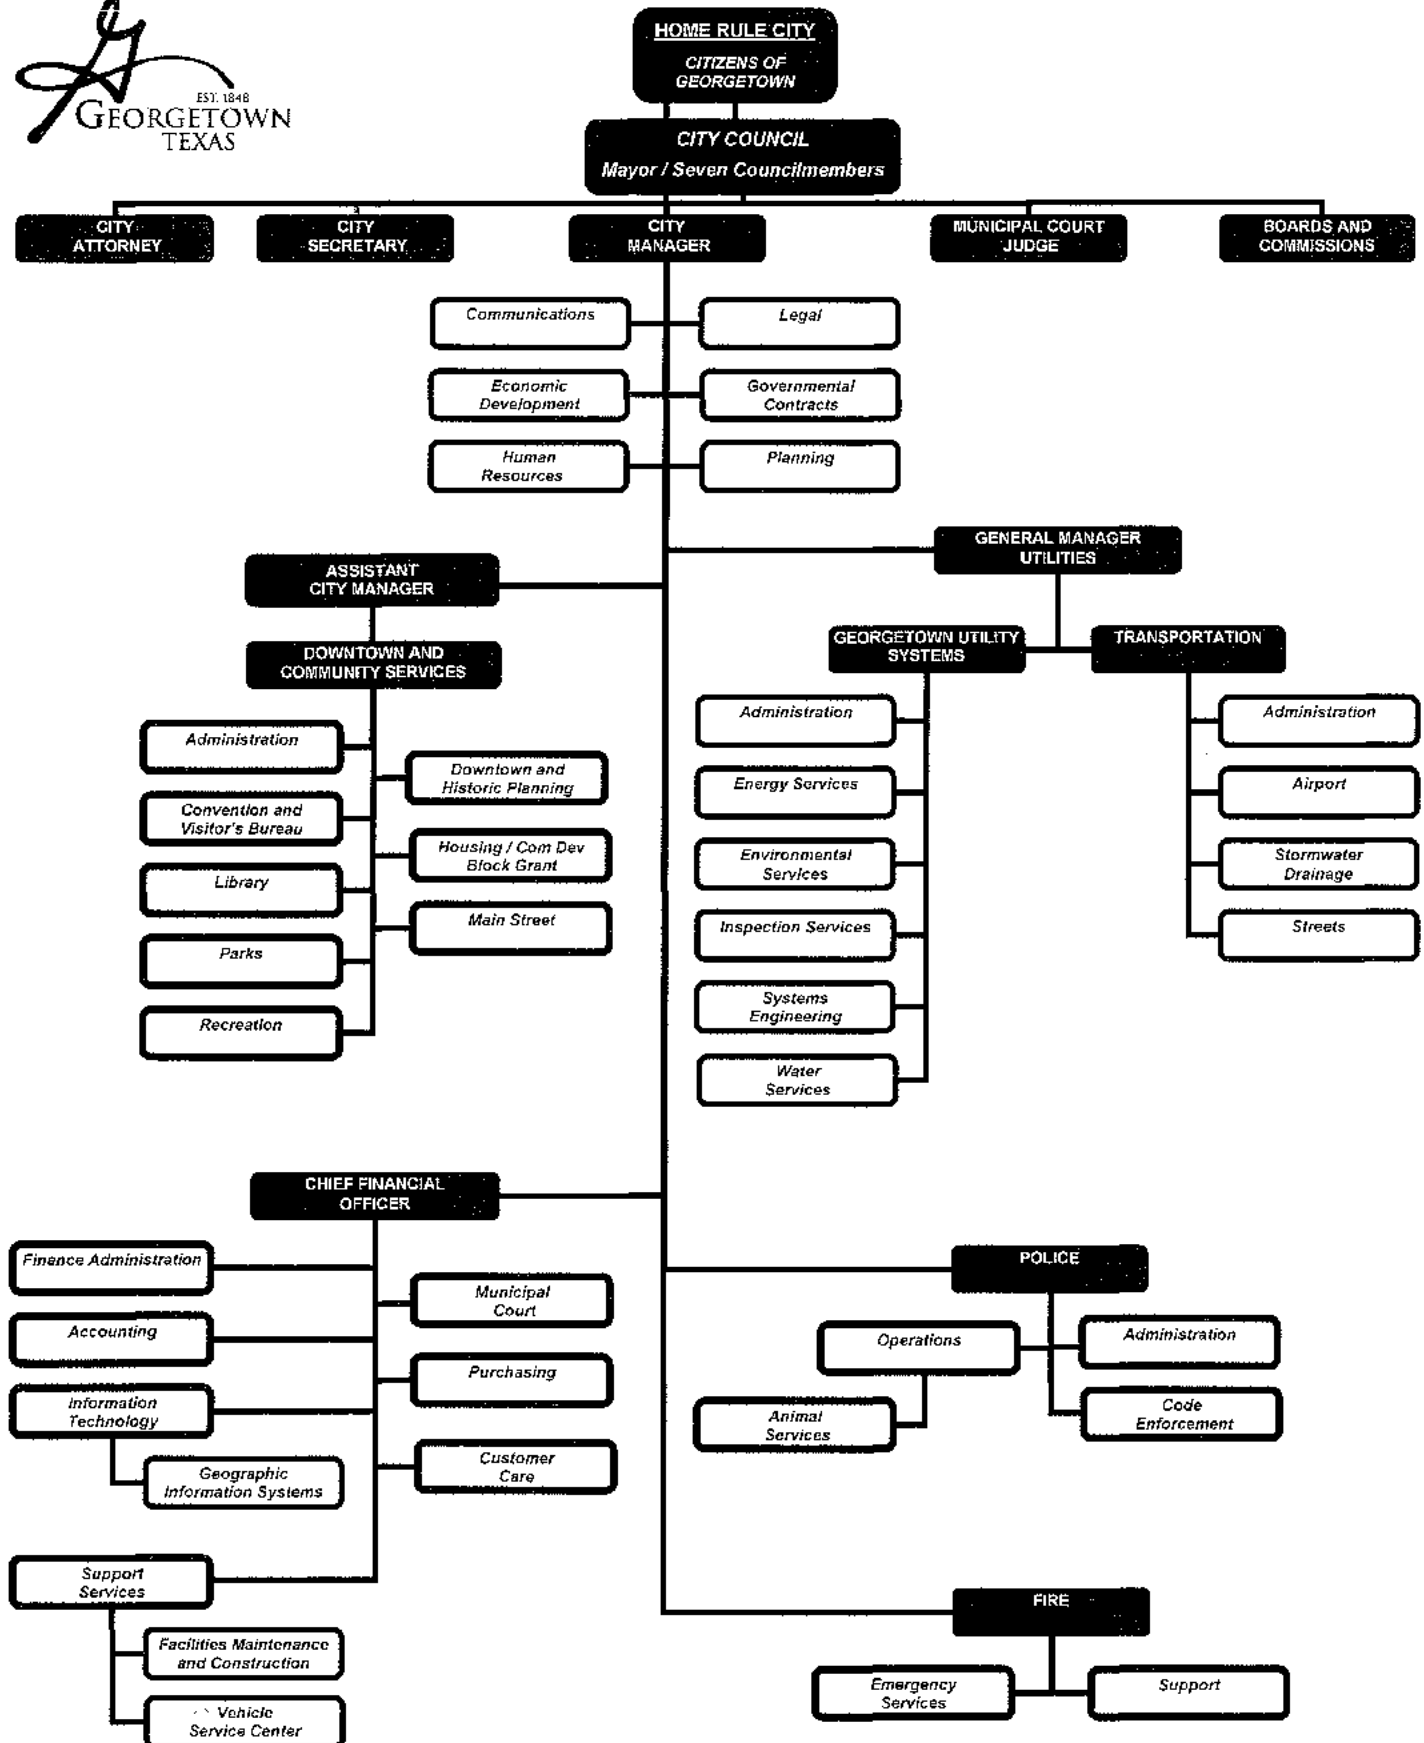 EST. 1848
GEORGETOWN
TEXAS
HOME RULE CITY
CITIZENS OF
GEORGETOWN
CITY COUNCIL
Mayor / Seven Councilmembers
CITY
ATTORNEY
CITY
SECRETARY
CITY
MANAGER
MUNICIPAL COURT
JUDGE
BOARDS AND
COMMISSIONS
Communications
Legal
Economic
Development
Governmental
Contracts
Human
Resources
Planning
GENERAL MANAGER
UTILITIES
ASSISTANT
CITY MANAGER
DOWNTOWN AND
COMMUNITY SERVICES
GEORGETOWN UTILITY
SYSTEMS
TRANSPORTATION
Administration
Convention and
Visitor's Bureau
Library
Parks
Recreation
Downtown and
Historic Planning
Housing / Com Dev
Block Grant
Main Street
Administration
Energy Services
Environmental
Services
Inspection Services
Systems
Engineering
Water
Services
Administration
Airport
Stormwater
Drainage
Streets
CHIEF FINANCIAL
OFFICER
Finance Administration
Accounting
Information
Technology
Geographic
Information Systems
Support
Services
Facilities Maintenance
and Construction
Vehicle
Service Center
Municipal
Court
Purchasing
Customer
Care
POLICE
Operations
Administration
Animal
Services
Code
Enforcement
FIRE
Emergency
Services
Support